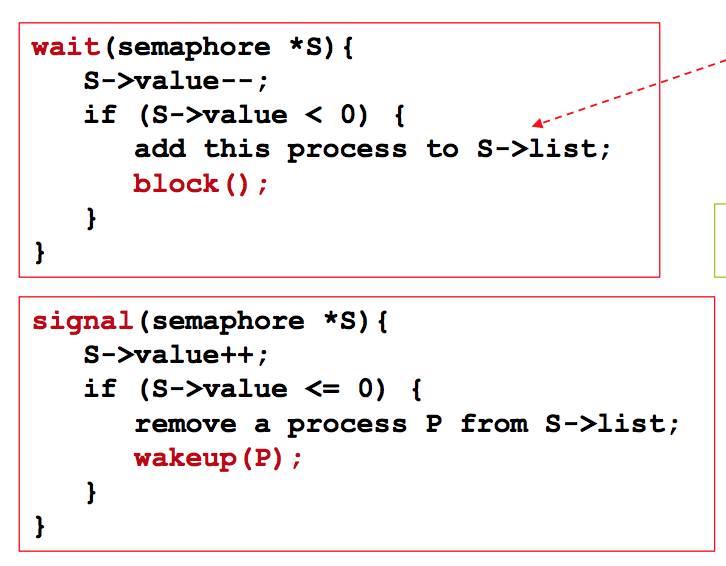 wait(semaphore *S){
S->value--;
if (S->value < 0) {
add this process to S->list;
block();
}
}
signal(semaphore *S){
S->value++;
if (S->value <= 0) {
remove a process P from S->list;
wakeup(P);
}
}